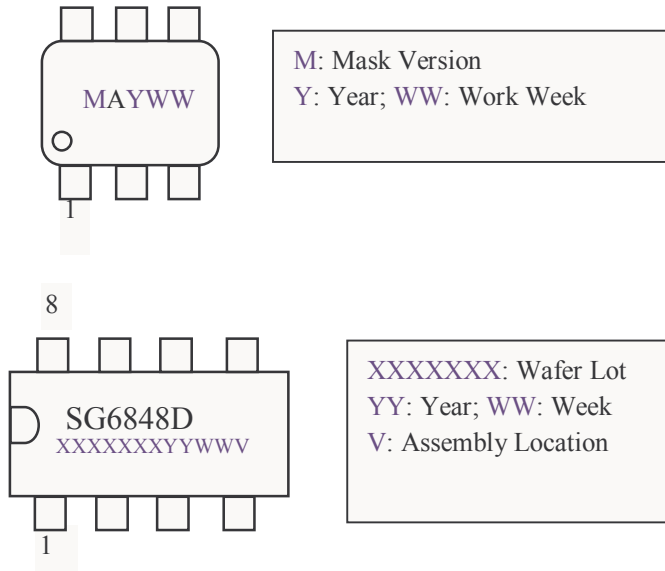 MAYWW
1
M: Mask Version
Y: Year; WW: Work Week
8
SG6848D
XXXXXXXYYWWV
1
XXXXXXX: Wafer Lot
YY: Year; WW: Week
V: Assembly Location